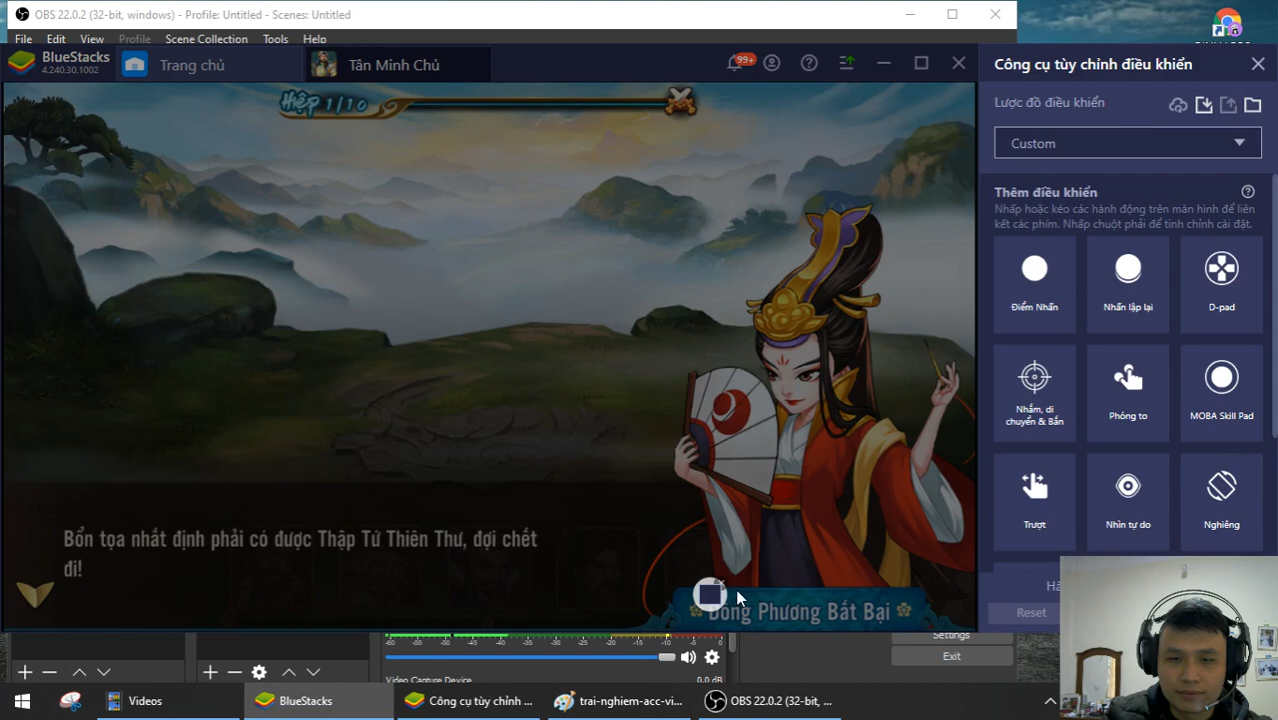 OBS 22.0.2 (32-bit, windows) - Profile: Untitled - Scenes: Untitled
File Edit View Profile Scene Collection Tools Help
BlueStacks
4.240.30.1002
Trang chủ
Tân Minh Chủ
99+
Công cụ tùy chỉnh điều khiển
Lược đồ điều khiển
Custom
Thêm điều khiển
Nhấp hoặc kéo các hành động trên màn hình để liên
kết các phím. Nhấp chuột phải để tinh chỉnh cài đặt.
Điểm Nhấn
Nhấn lập lại
D-pad
Nhắm, di
chuyển & Bắn
Phóng to
MOBA Skill Pad
Trượt
Nhìn tự do
Nghiêng
Reset
Hiệp 1/10
Bổn tọa nhất định phải có được Thập Tứ Thiên Thư, đợi chết
đi!
Đông Phương Bất Bại
Settings
Exit
Video Capture Device
0.0 dB
Videos
BlueStacks
Công cụ tùy chỉnh ...
trai-nghiem-acc-vi...
OBS 22.0.2 (32-bit, ...